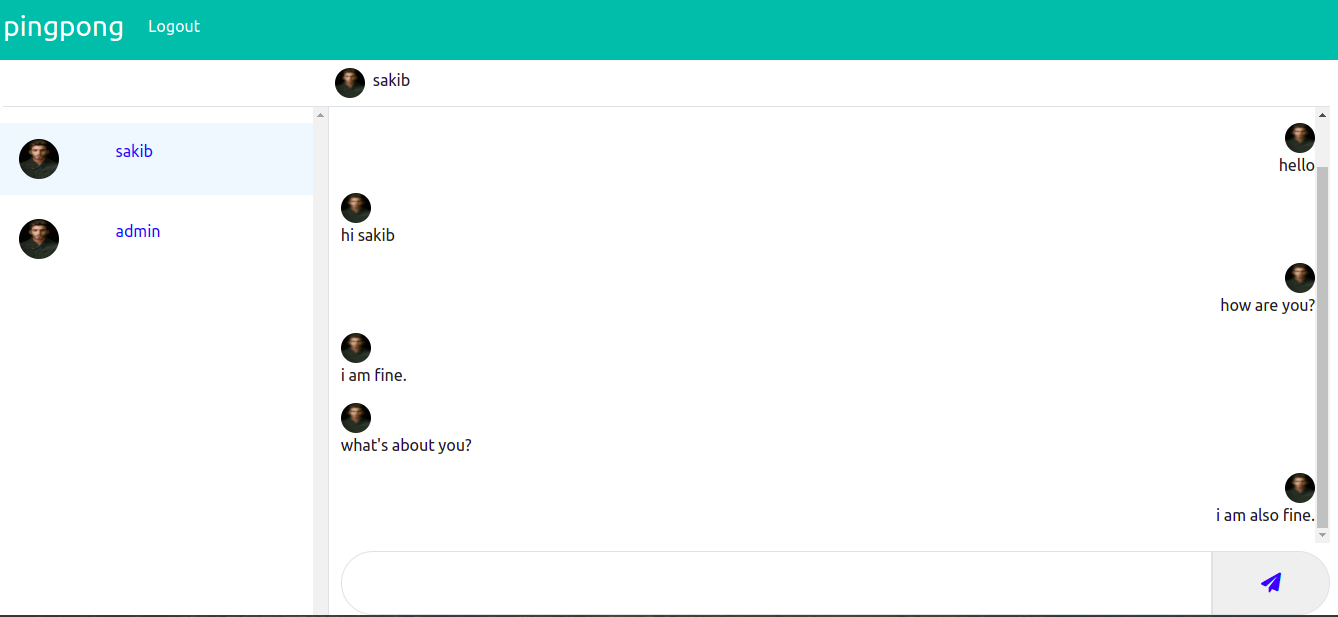 pingpong Logout
sakib
sakib
admin
hello
hi sakib
how are you?
i am fine.
what's about you?
i am also fine.